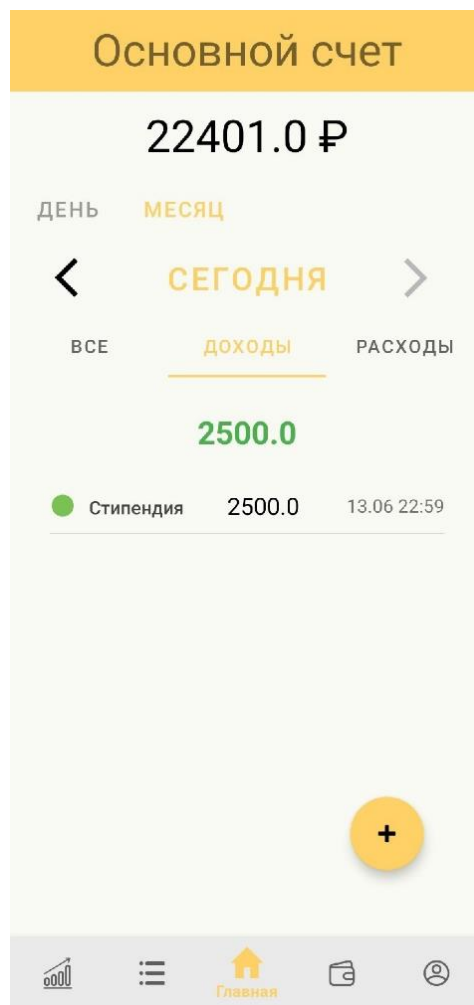 Основной счет
22401.0 ₽
ДЕНЬ МЕСЯЦ
СЕГОДНЯ
ВСЕ ДОХОДЫ РАСХОДЫ
2500.0
Стипендия 2500.0 13.06 22:59
+
Главная